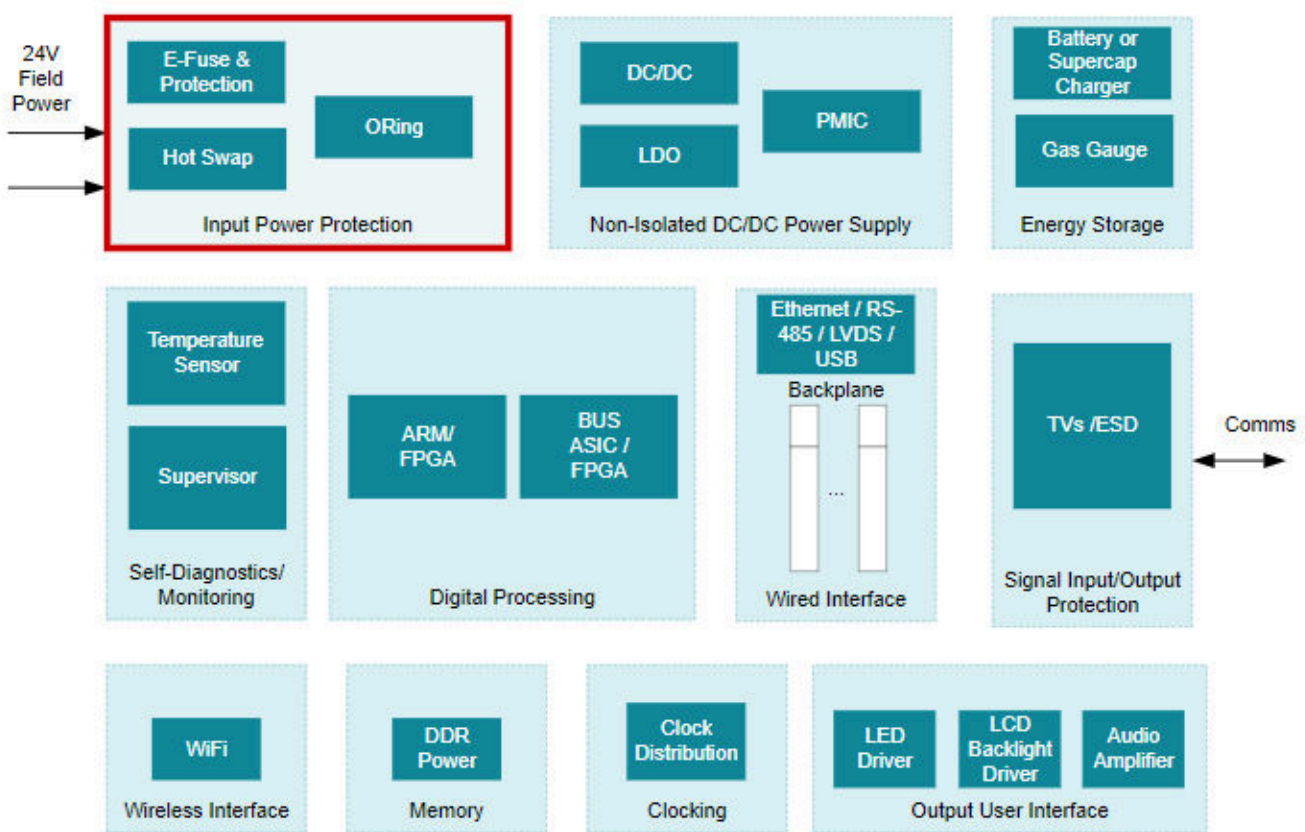 24V
Field
Power
E-Fuse &
Protection
Hot Swap
ORing
Input Power Protection
DC/DC
LDO
PMIC
Non-Isolated DC/DC Power Supply
Battery or
Supercap
Charger
Gas Gauge
Energy Storage
Temperature
Sensor
Supervisor
Self-Diagnostics/
Monitoring
ARM/
FPGA
BUS
ASIC /
FPGA
Digital Processing
Ethernet / RS-
485 / LVDS /
USB
Backplane
...
Wired Interface
TVs /ESD
Signal Input/Output
Protection
Comms
WiFi
Wireless Interface
DDR
Power
Memory
Clock
Distribution
Clocking
LED
Driver
LCD
Backlight
Driver
Audio
Amplifier
Output User Interface